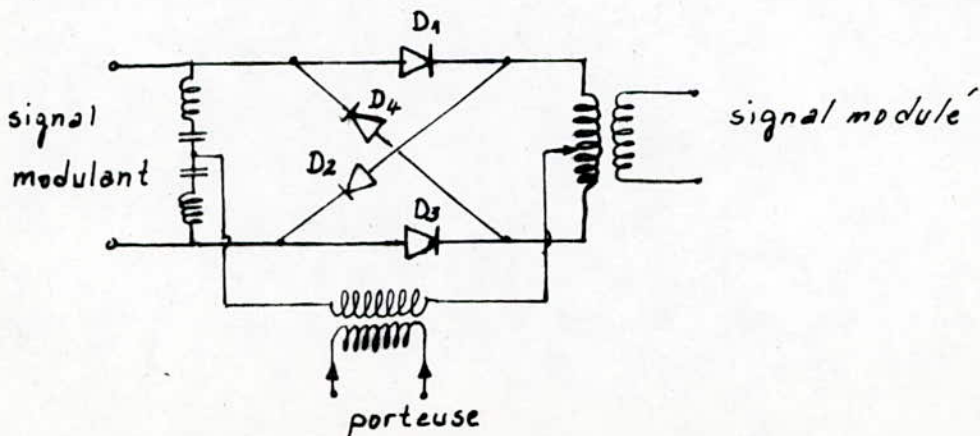 D1
D4
signal
modulant
D2
D3
signal modulé
porteuse